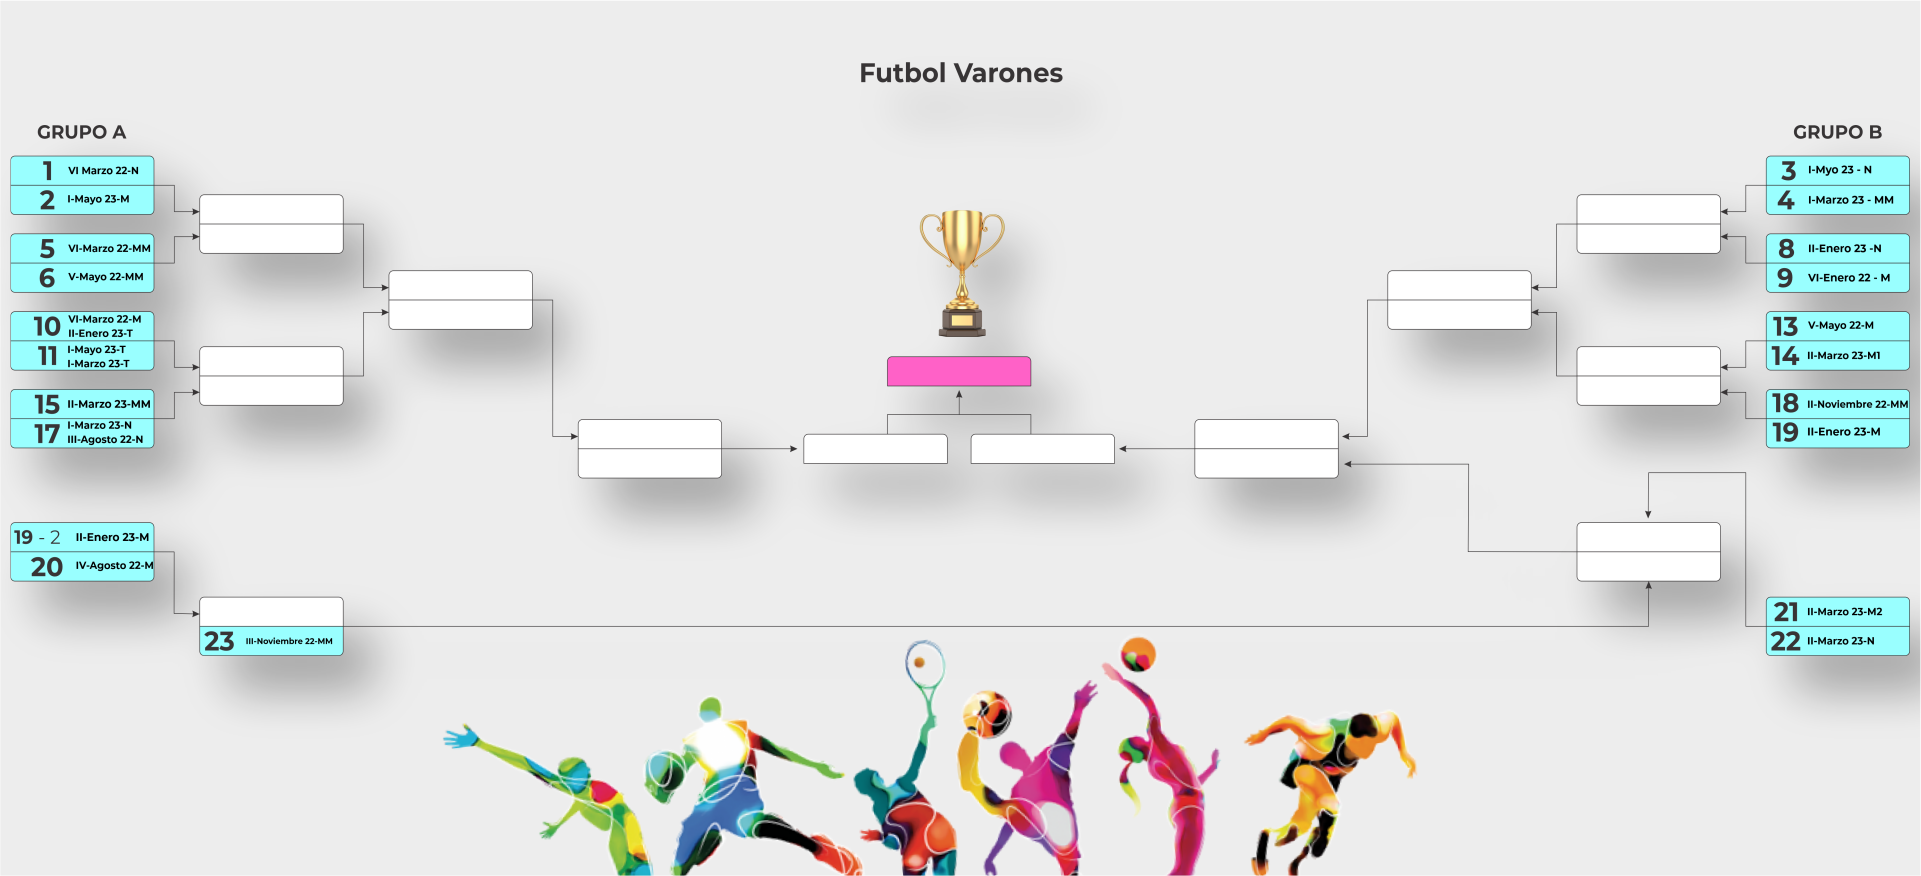 Futbol Varones
GRUPO A
1 VI Marzo 22-N
2 I-Mayo 23-M
5 VI-Marzo 22-MM
6 V-Mayo 22-MM
10 VI-Marzo 22-M
II-Enero 23-T
11 I-Mayo 23-T
I-Marzo 23-T
15 II-Marzo 23-MM
17 I-Marzo 23-N
III-Agosto 22-N
19 - 2 II-Enero 23-M
20 IV-Agosto 22-M
23 III-Noviembre 22-MM
GRUPO B
3 I-Myo 23 - N
4 I-Marzo 23 - MM
8 II-Enero 23 -N
9 VI-Enero 22 - M
13 V-Mayo 22-M
14 II-Marzo 23-M1
18 II-Noviembre 22-MM
19 II-Enero 23-M
21 II-Marzo 23-M2
22 II-Marzo 23-N